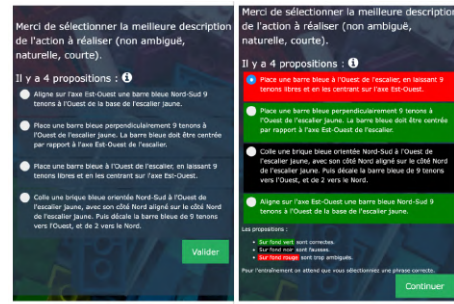 Merci de sélectionner la meilleure description
de l'action à réaliser (non ambiguë,
naturelle, courte).
Il y a 4 propositions :
Aligne sur l'axe Est-Ouest une barre bleue Nord-Sud 9
tenons à l'Ouest de la base de l'escalier jaune.
Place une barre bleue perpendiculairement 9 tenons à
l'Ouest de l'escalier jaune. La barre bleue doit être centrée
par rapport à l'axe Est-Ouest de l'escalier jaune.
Place une barre bleue à l'Ouest de l'escalier, en laissant 9
tenons libres et en les centrant sur l'axe Est-Ouest.
Colle une brique bleue orientée Nord-Sud à l'Ouest de
l'escalier jaune, avec son côté Nord aligné sur le côté Nord
de l'escalier jaune. Puis décale la barre bleue de 9 tenons
vers l'Ouest, et de 2 vers le Nord.
Valider
Merci de sélectionner la meilleure description
de l'action à réaliser (non ambiguë,
naturelle, courte).
Il y a 4 propositions :
Place une barre bleue à l'Ouest de l'escalier, en laissant 9
tenons libres et en les centrant sur l'axe Est-Ouest.
Place une barre bleue perpendiculairement 9 tenons à
l'Ouest de l'escalier jaune. La barre bleue doit être centrée
par rapport à l'axe Est-Ouest de l'escalier jaune.
Colle une brique bleue orientée Nord-Sud à l'Ouest de
l'escalier jaune, avec son côté Nord aligné sur le côté Nord
de l'escalier jaune. Puis décale la barre bleue de 9 tenons
vers l'Ouest, et de 2 vers le Nord.
Aligne sur l'axe Est-Ouest une barre bleue Nord-Sud 9
tenons à l'Ouest de la base de l'escalier jaune.
Les propositions :
Sur fond vert sont correctes.
Sur fond noir sont fausses.
Sur fond rouge sont trop ambiguës.
Pour l'entraînement on attend que vous sélectionniez une phrase correcte.
Continuer